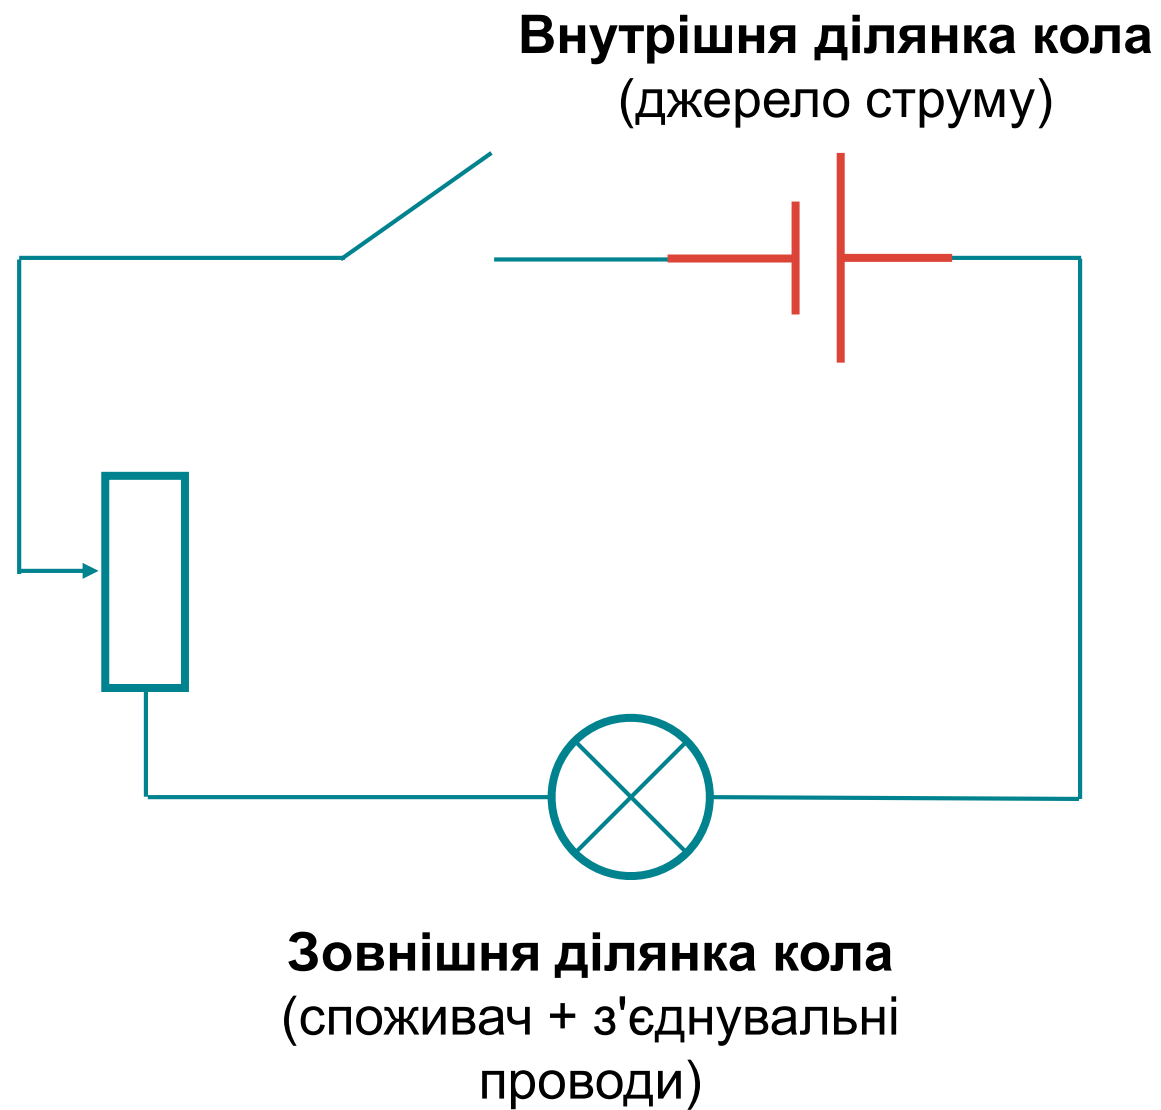 Внутрішня ділянка кола
(джерело струму)
Зовнішня ділянка кола
(споживач + з'єднувальні
проводи)